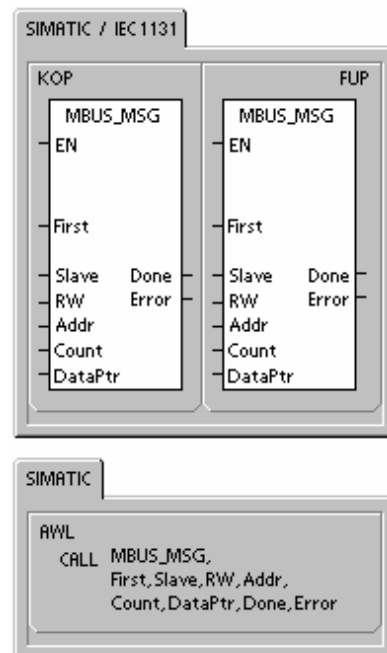 SIMATIC / IEC1131
KOP
FUP
MBUS_MSG
EN
First
Slave Done
RW Error
Addr
Count
DataPtr
MBUS_MSG
EN
First
Slave Done
RW Error
Addr
Count
DataPtr
SIMATIC
AWL
CALL MBUS_MSG,
First,Slave,RW,Addr,
Count,DataPtr,Done,Error